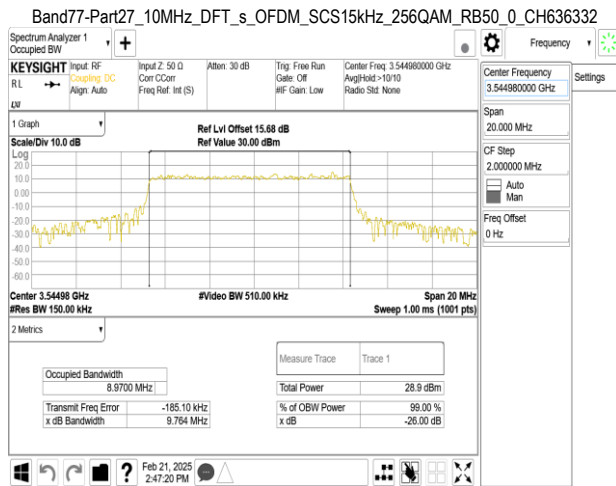 Band77-Part27_10MHz_DFT_s_OFDM_SCS15kHz_256QAM_RB50_0_CH636332
Spectrum Analyzer 1
Occupied BW
+
Frequency
KEYSIGHT
RL
Input: RF
Coupling: DC
Align: Auto
Input Z: 50 Ω
Corr CCorr
Freq Ref: Int (S)
Atten: 30 dB
Trig: Free Run
Gate: Off
#IF Gain: Low
Center Freq: 3.544980000 GHz
Avg|Hold:>10/10
Radio Std: None
Center Frequency
3.544980000 GHz
Settings
Span
20.000 MHz
CF Step
2.000000 MHz
Auto
Man
Freq Offset
0 Hz
1 Graph
Scale/Div 10.0 dB
Ref Lvl Offset 15.68 dB
Ref Value 30.00 dBm
Log
20.0
10.0
0.00
-10.0
-20.0
-30.0
-40.0
-50.0
-60.0
Center 3.54498 GHz
#Res BW 150.00 kHz
#Video BW 510.00 kHz
Span 20 MHz
Sweep 1.00 ms (1001 pts)
2 Metrics
Measure Trace Trace 1
Occupied Bandwidth
8.9700 MHz
Total Power 28.9 dBm
Transmit Freq Error -185.10 kHz
% of OBW Power 99.00 %
x dB Bandwidth 9.764 MHz
x dB -26.00 dB
?
Feb 21, 2025
2:47:20 PM